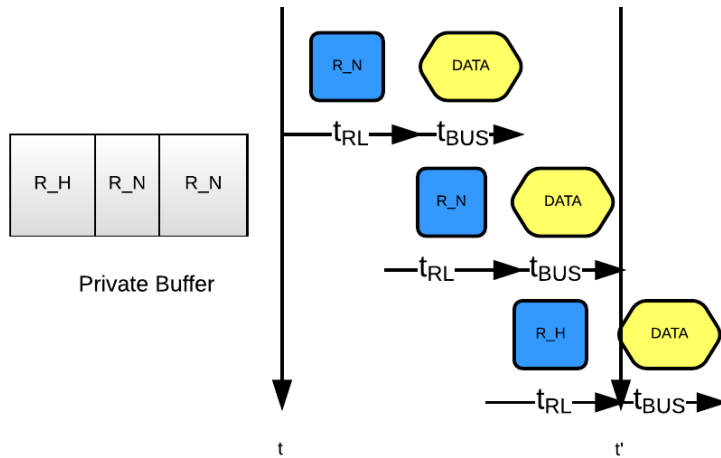 R_N DATA
tRL tBUS
R_H R_N R_N
R_N DATA
tRL tBUS
Private Buffer
R_H DATA
tRL tBUS
t t'